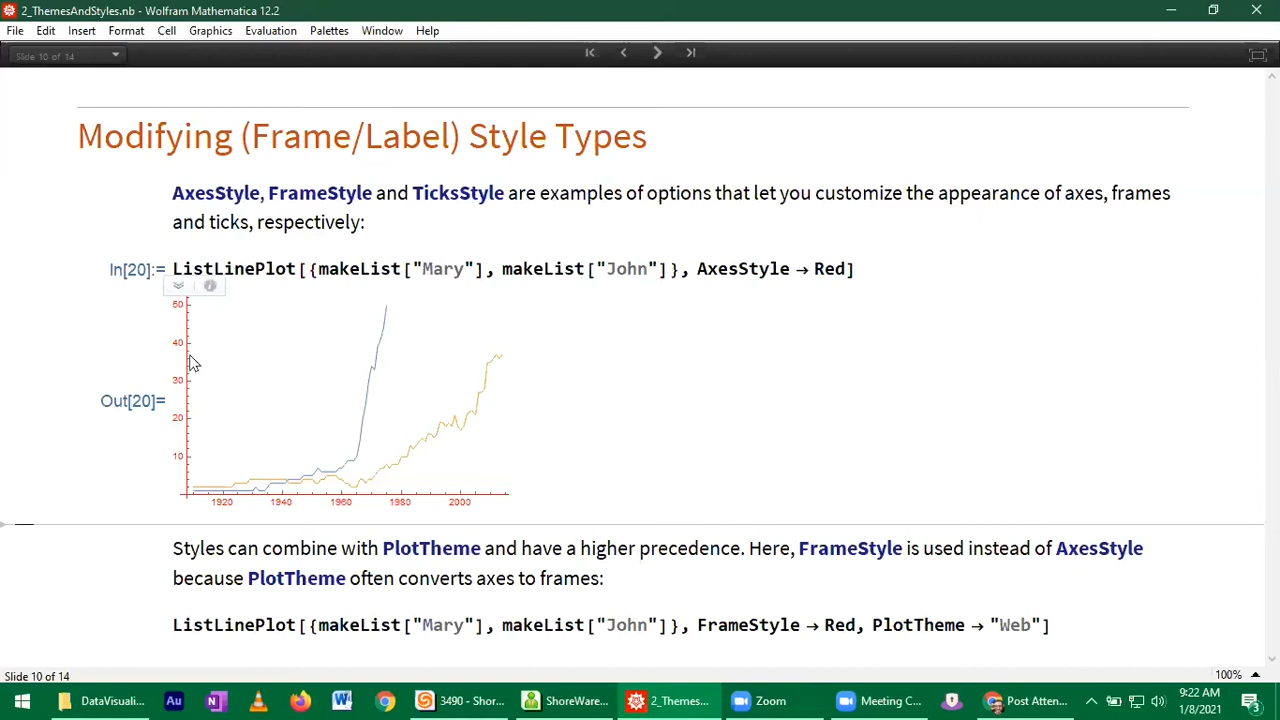 2_ThemesAndStyles.nb - Wolfram Mathematica 12.2
File Edit Insert Format Cell Graphics Evaluation Palettes Window Help
Slide 10 of 14
Modifying (Frame/Label) Style Types
AxesStyle, FrameStyle and TicksStyle are examples of options that let you customize the appearance of axes, frames
and ticks, respectively:
In[20]:= ListLinePlot[{makeList["Mary"], makeList["John"]}, AxesStyle → Red]
50
40
30
20
10
1920 1940 1960 1980 2000
Out[20]=
Styles can combine with PlotTheme and have a higher precedence. Here, FrameStyle is used instead of AxesStyle
because PlotTheme often converts axes to frames:
ListLinePlot[{makeList["Mary"], makeList["John"]}, FrameStyle → Red, PlotTheme → "Web"]
Slide 10 of 14 100%
DataVisuali... Au N W 3490 - Shor... ShoreWare... 2_Themes... Zoom Meeting C... Post Atten...
9:22 AM
1/8/2021
3